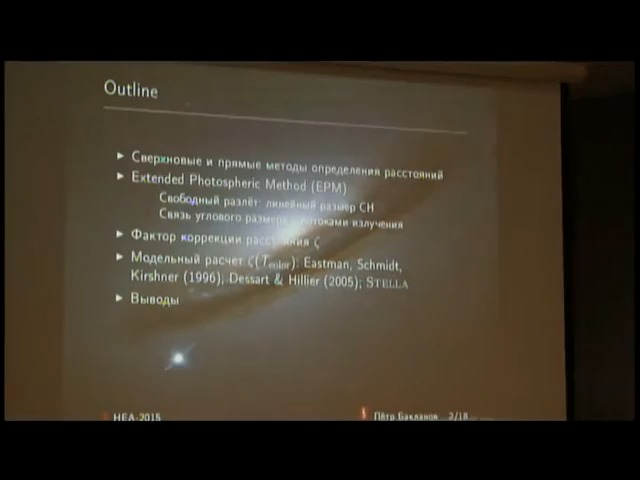 Outline
▶ Сверхновые и прямые методы определения расстояний
▶ Extended Photospheric Method (EPM)
Свободный разлёт: линейный размер СН
Связь углового размера с потоками излучения
▶ Фактор коррекции расстояния ζ
▶ Модельный расчет ζ(Tcolor): Eastman, Schmidt,
Kirshner (1996); Dessart & Hillier (2005); STELLA
▶ Выводы
HEA-2015
Пётр Бакланов 2/18